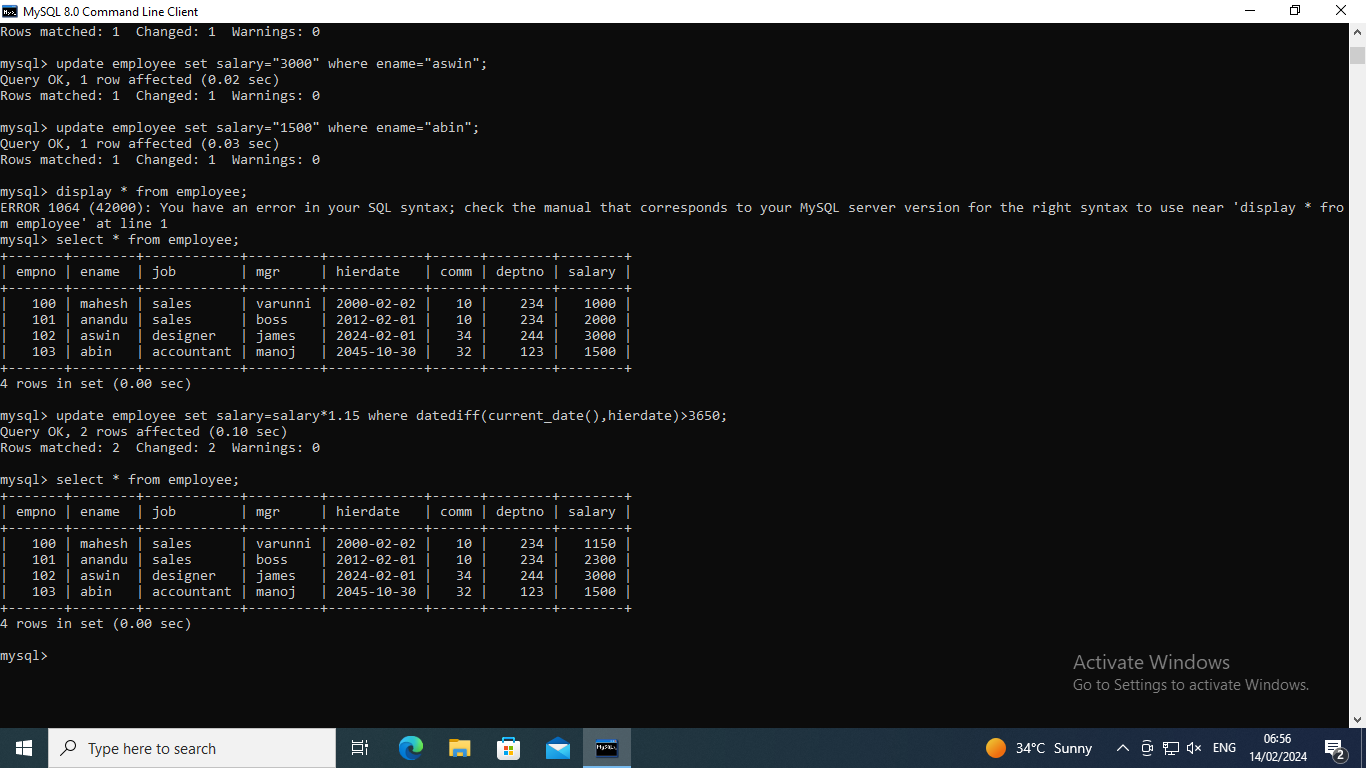 MySQL 8.0 Command Line Client
Rows matched: 1  Changed: 1  Warnings: 0
mysql> update employee set salary="3000" where ename="aswin";
Query OK, 1 row affected (0.02 sec)
Rows matched: 1  Changed: 1  Warnings: 0
mysql> update employee set salary="1500" where ename="abin";
Query OK, 1 row affected (0.03 sec)
Rows matched: 1  Changed: 1  Warnings: 0
mysql> display * from employee;
ERROR 1064 (42000): You have an error in your SQL syntax; check the manual that corresponds to your MySQL server version for the right syntax to use near 'display * fro
m employee' at line 1
mysql> select * from employee;
+-------+--------+------------+---------+------------+------+--------+--------+
| empno | ename  | job        | mgr     | hierdate   | comm | deptno | salary |
+-------+--------+------------+---------+------------+------+--------+--------+
|   100 | mahesh | sales      | varunni | 2000-02-02 |   10 |    234 |   1000 |
|   101 | anandu | sales      | boss    | 2012-02-01 |   10 |    234 |   2000 |
|   102 | aswin  | designer   | james   | 2024-02-01 |   34 |    244 |   3000 |
|   103 | abin   | accountant | manoj   | 2045-10-30 |   32 |    123 |   1500 |
+-------+--------+------------+---------+------------+------+--------+--------+
4 rows in set (0.00 sec)
mysql> update employee set salary=salary*1.15 where datediff(current_date(),hierdate)>3650;
Query OK, 2 rows affected (0.10 sec)
Rows matched: 2  Changed: 2  Warnings: 0
mysql> select * from employee;
+-------+--------+------------+---------+------------+------+--------+--------+
| empno | ename  | job        | mgr     | hierdate   | comm | deptno | salary |
+-------+--------+------------+---------+------------+------+--------+--------+
|   100 | mahesh | sales      | varunni | 2000-02-02 |   10 |    234 |   1150 |
|   101 | anandu | sales      | boss    | 2012-02-01 |   10 |    234 |   2300 |
|   102 | aswin  | designer   | james   | 2024-02-01 |   34 |    244 |   3000 |
|   103 | abin   | accountant | manoj   | 2045-10-30 |   32 |    123 |   1500 |
+-------+--------+------------+---------+------------+------+--------+--------+
4 rows in set (0.00 sec)
mysql>
Activate Windows
Go to Settings to activate Windows.
Type here to search
34°C Sunny
ENG
06:56
14/02/2024
2